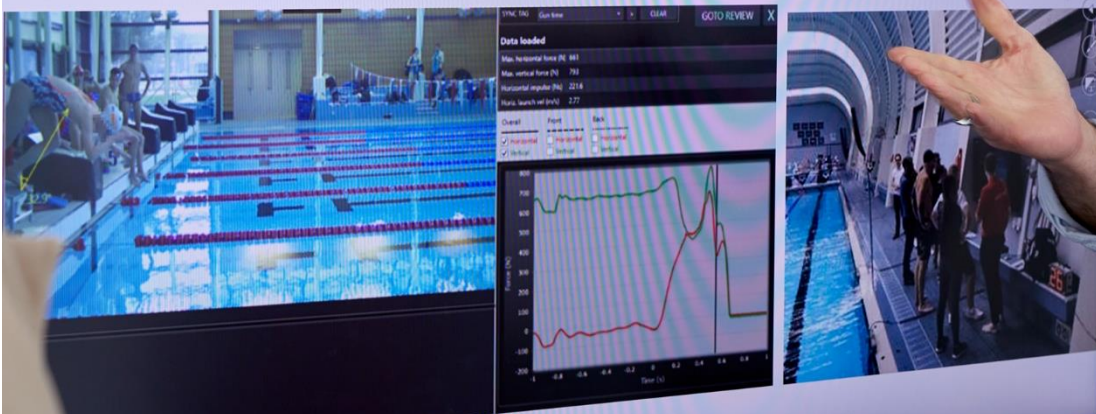 SYNC TAG Gun time CLEAR GOTO REVIEW X
Data loaded
Max. horizontal force (N) 861
Max. vertical force (N) 793
Horizontal impulse (Ns) 221.6
Horiz. launch vel (m/s) 2.77
Overall Front Back
Horizontal Horizontal Horizontal
Vertical Vertical Vertical
800
700
600
500
400
300
200
100
0
-100
-200
Force (N)
-1 -0.8 -0.6 -0.4 -0.2 0 0.2 0.4 0.6 0.8 1
Time (s)
26